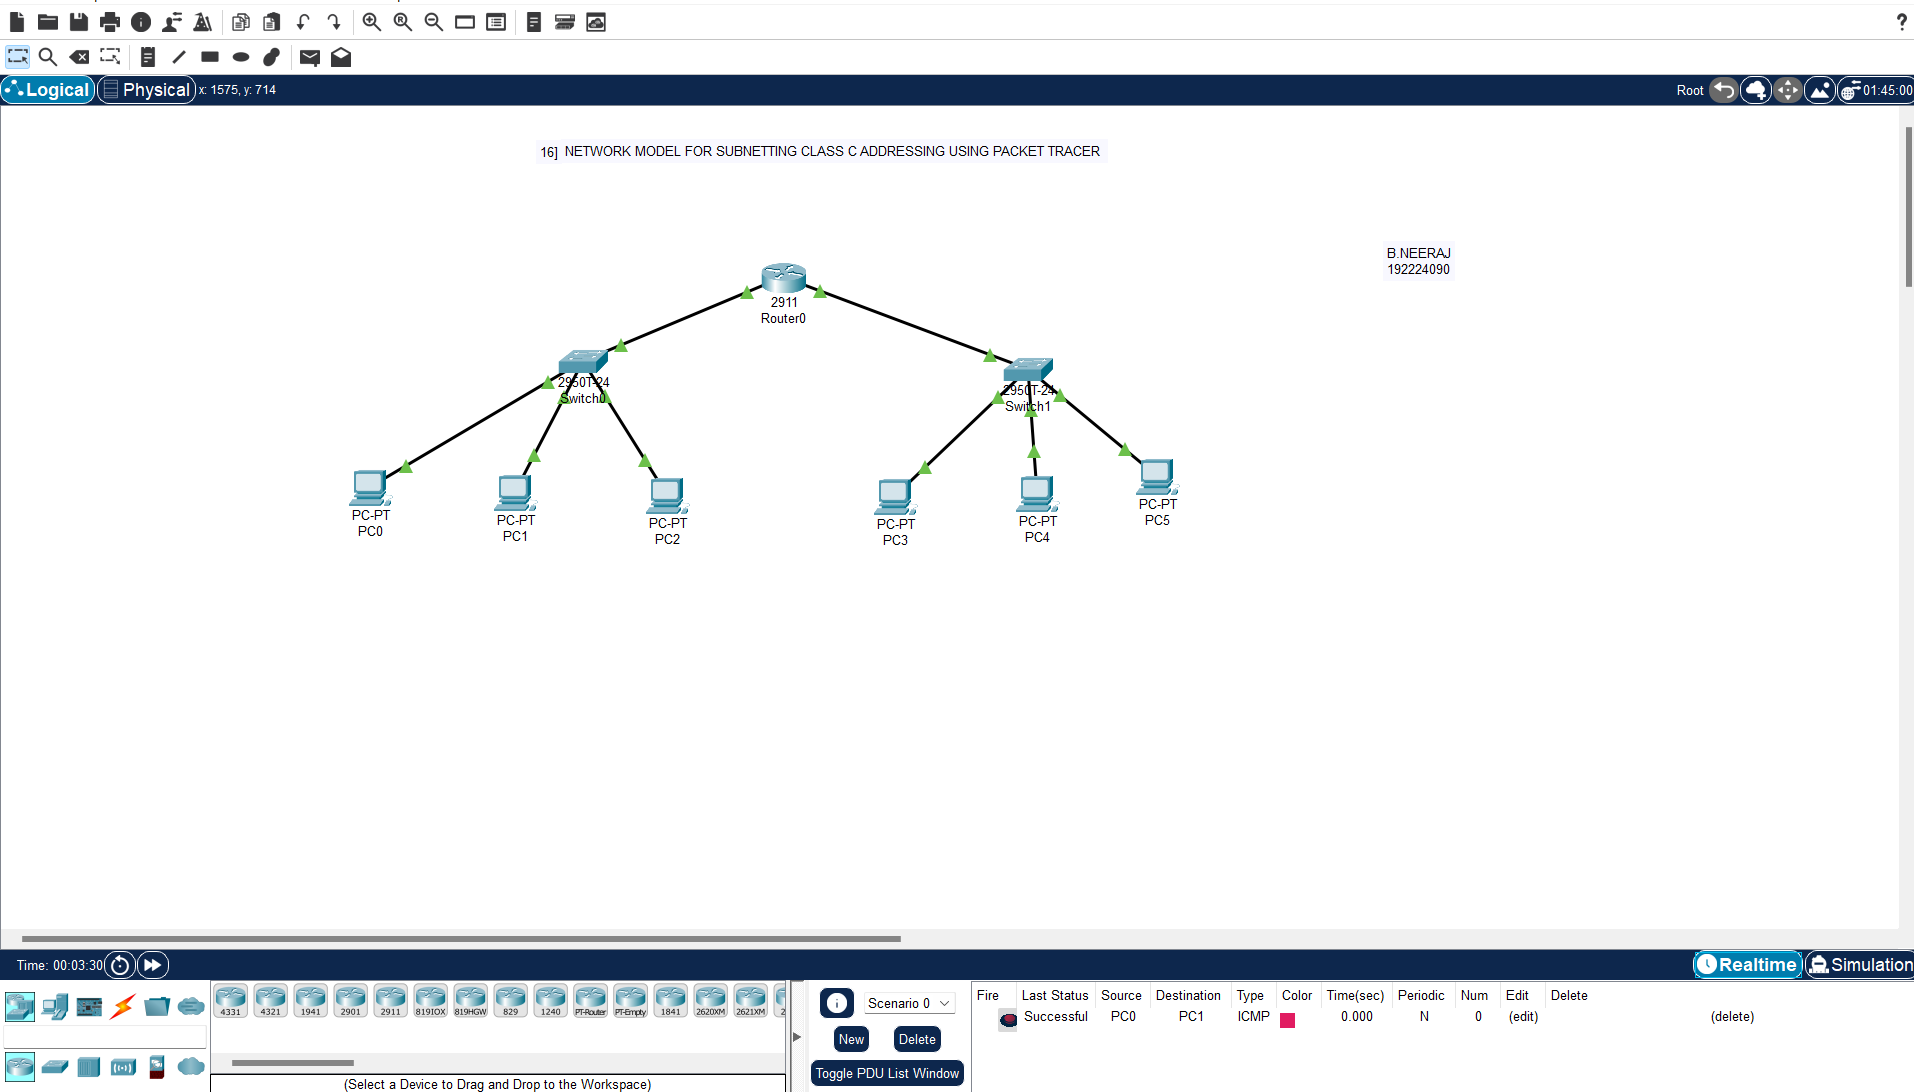 ?
Logical
Physical
x: 1575, y: 714
Root
01:45:00
16] NETWORK MODEL FOR SUBNETTING CLASS C ADDRESSING USING PACKET TRACER
B.NEERAJ
192224090
2911
Router0
2950T-24
Switch0
2950T-24
Switch1
PC-PT
PC0
PC-PT
PC1
PC-PT
PC2
PC-PT
PC3
PC-PT
PC4
PC-PT
PC5
Time: 00:03:30
Realtime
Simulation
4331 4321 1941 2901 2911 819IOX 819HGW 829 1240 PT-Router PT-Empty 1841 2620XM 2621XM 2
(Select a Device to Drag and Drop to the Workspace)
Scenario 0
New
Delete
Toggle PDU List Window
Fire Last Status Source Destination Type Color Time(sec) Periodic Num Edit Delete
Successful PC0 PC1 ICMP 0.000 N 0 (edit) (delete)